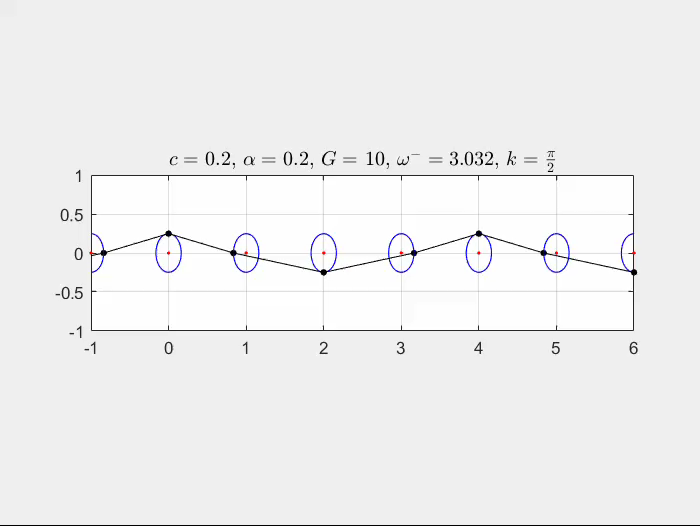 c = 0.2, α = 0.2, G = 10, ω⁻ = 3.032, k = π/2
1
0.5
0
-0.5
-1
-1 0 1 2 3 4 5 6